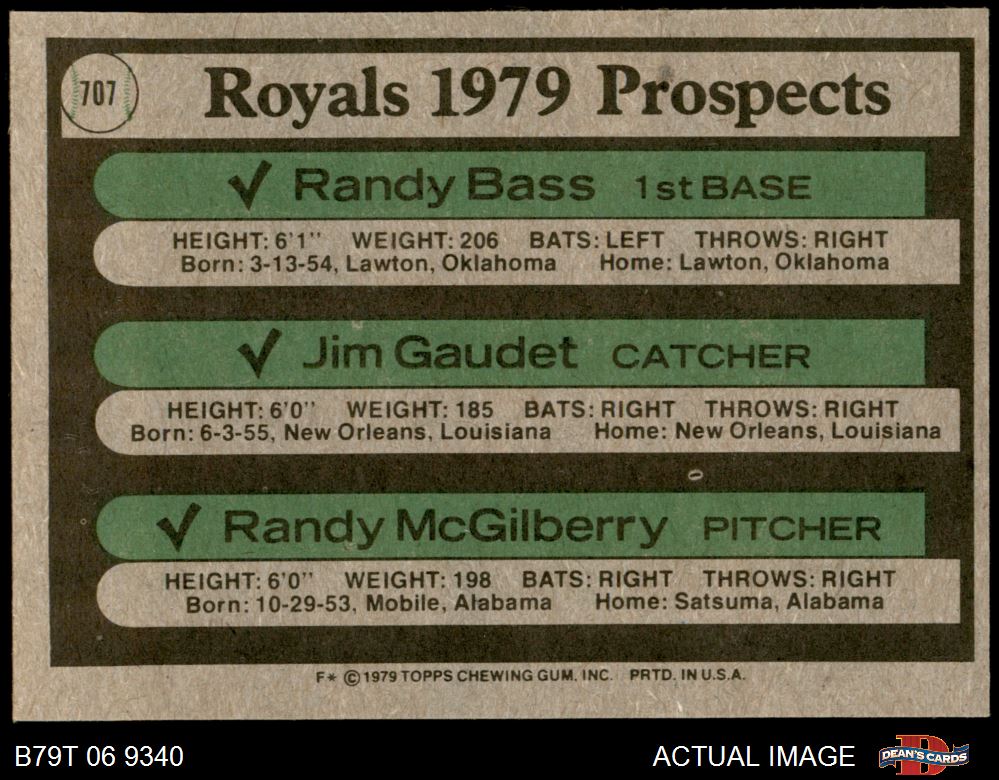 707
Royals 1979 Prospects
✓ Randy Bass 1st BASE
HEIGHT: 6'1" WEIGHT: 206 BATS: LEFT THROWS: RIGHT
Born: 3-13-54, Lawton, Oklahoma Home: Lawton, Oklahoma
✓ Jim Gaudet CATCHER
HEIGHT: 6'0" WEIGHT: 185 BATS: RIGHT THROWS: RIGHT
Born: 6-3-55, New Orleans, Louisiana Home: New Orleans, Louisiana
✓ Randy McGilberry PITCHER
HEIGHT: 6'0" WEIGHT: 198 BATS: RIGHT THROWS: RIGHT
Born: 10-29-53, Mobile, Alabama Home: Satsuma, Alabama
F* © 1979 TOPPS CHEWING GUM, INC. PRTD. IN U.S.A.
B79T 06 9340 ACTUAL IMAGE DEAN'S CARDS